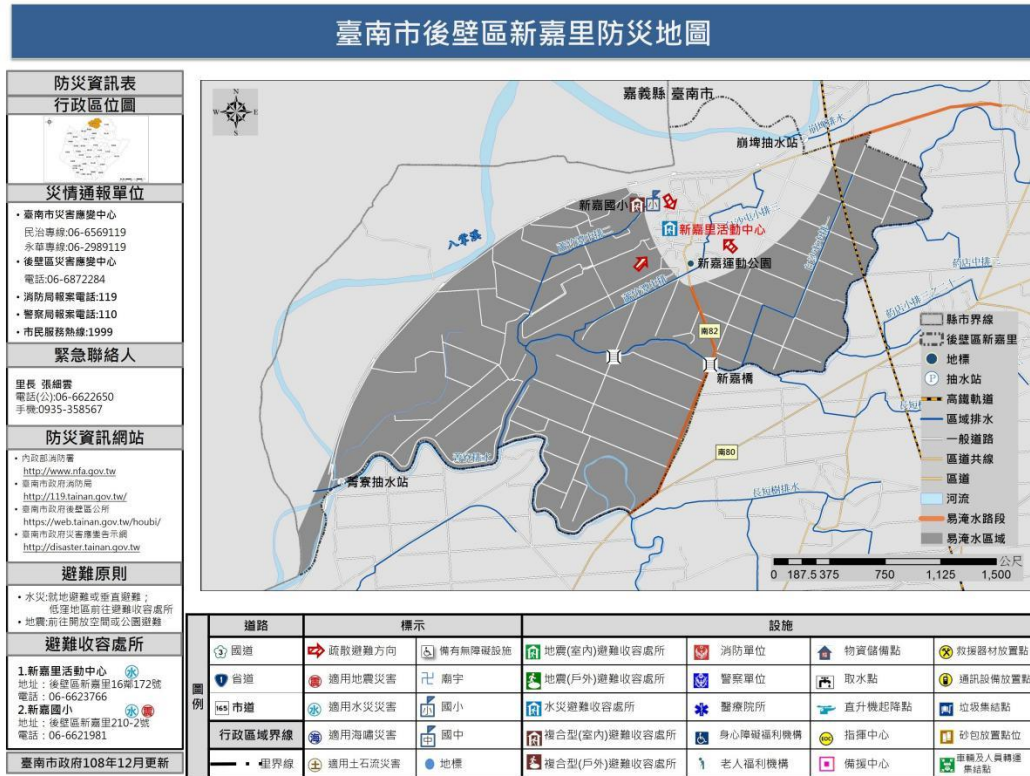 臺南市後壁區新嘉里防災地圖
防災資訊表
行政區位圖
災情通報單位
・臺南市災害應變中心
民治專線:06-6569119
永華專線:06-2989119
・後壁區災害應變中心
電話:06-6872284
・消防局報案電話:119
・警察局報案電話:110
・市民服務熱線:1999
緊急聯絡人
里長 張細雲
電話(公):06-6622650
手機:0935-358567
防災資訊網站
・內政部消防署
http://www.nfa.gov.tw
・臺南市政府消防局
http://119.tainan.gov.tw/
・臺南市政府後壁區公所
https://web.tainan.gov.tw/houbi/
・臺南市政府災害應變告示網
http://disaster.tainan.gov.tw
避難原則
・水災:就地避難或垂直避難；
低窪地區前往避難收容處所
・地震:前往開放空間或公園避難
避難收容處所
1.新嘉里活動中心 水
地址：後壁區新嘉里16鄰172號
電話：06-6623766
2.新嘉國小 水 震
地址：後壁區新嘉里210-2號
電話：06-6621981
臺南市政府108年12月更新
N
W E
S
嘉義縣 臺南市
崩埤排水
崩埤抽水站
新嘉國小 小
新嘉里活動中心
八掌溪
新嘉運動公園
南82
新嘉橋
菁寮排水
菁寮抽水站
南80
長短樹排水
縣市界線
後壁區新嘉里
地標
P 抽水站
高鐵軌道
區域排水
一般道路
區道共線
區道
河流
易淹水路段
易淹水區域
公尺
0 187.5 375 750 1,125 1,500
圖例
道路 標示 設施
3 國道 疏散避難方向 備有無障礙設施 地震(室內)避難收容處所 消防單位 物資儲備點 救援器材放置點
1 省道 震 適用地震災害 卍 廟宇 地震(戶外)避難收容處所 警察單位 取水點 通訊設備放置點
165 市道 水 適用水災災害 小 國小 水災避難收容處所 醫療院所 直升機起降點 垃圾集結點
行政區域界線 海 適用海嘯災害 中 國中 複合型(室內)避難收容處所 身心障礙福利機構 EOC 指揮中心 砂包放置點位
里界線 土 適用土石流災害 地標 複合型(戶外)避難收容處所 老人福利機構 備援中心 車輛及人員轉運集結點